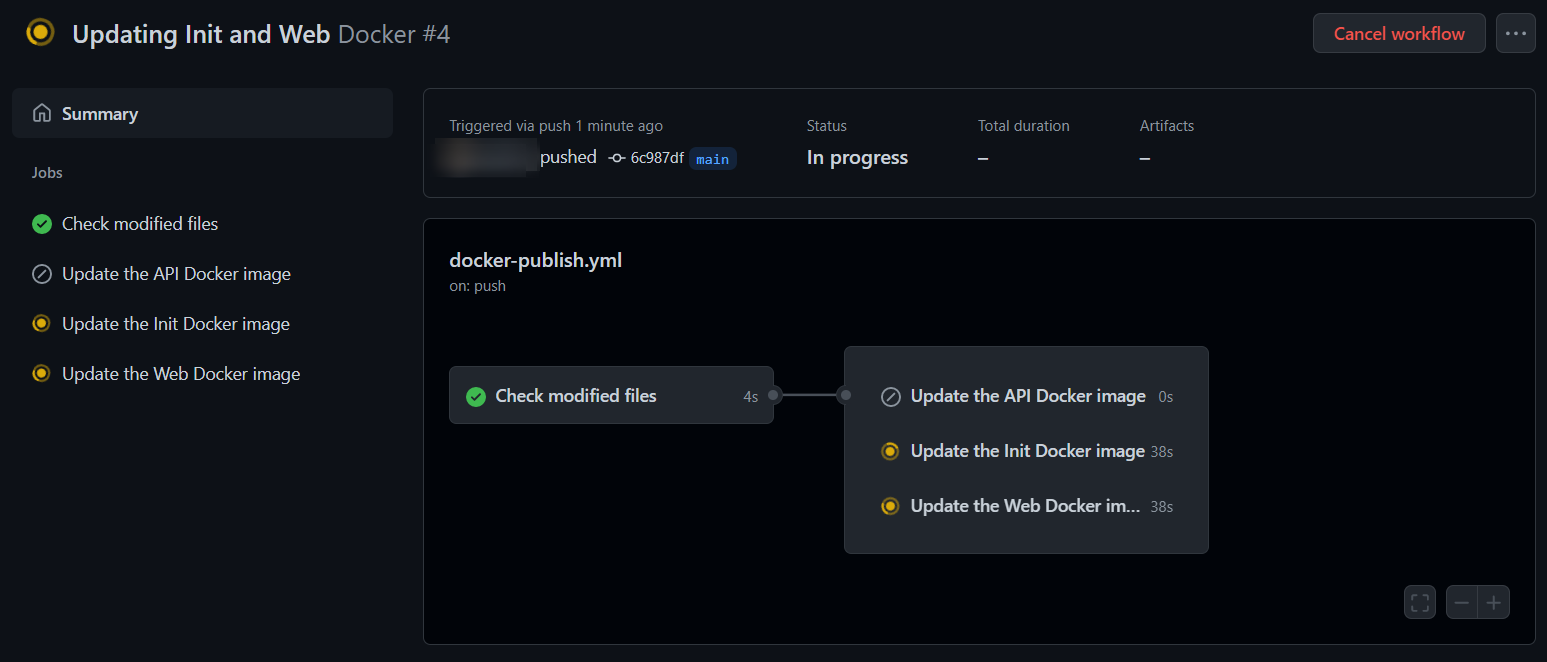 Updating Init and Web Docker #4
Cancel workflow
Summary
Jobs
Check modified files
Update the API Docker image
Update the Init Docker image
Update the Web Docker image
Triggered via push 1 minute ago
pushed 6c987df main
Status
In progress
Total duration
–
Artifacts
–
docker-publish.yml
on: push
Check modified files 4s
Update the API Docker image 0s
Update the Init Docker image 38s
Update the Web Docker im... 38s